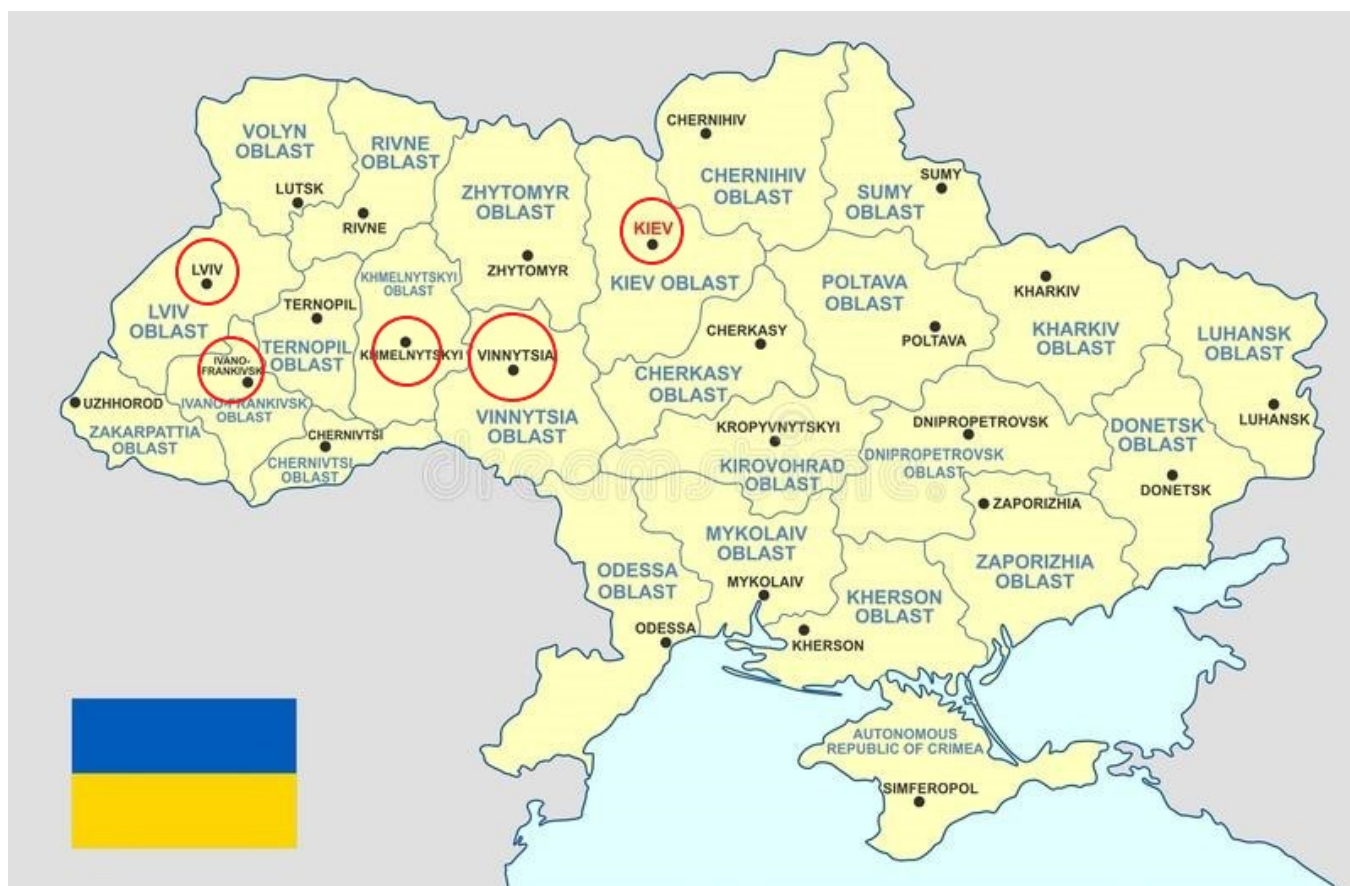 CHERNIHIV
VOLYN
OBLAST
RIVNE
OBLAST
CHERNIHIV
OBLAST
SUMY
SUMY
OBLAST
LUTSK
ZHYTOMYR
OBLAST
RIVNE
KIEV
LVIV
ZHYTOMYR
KHMELNYTSKYI
OBLAST
KIEV OBLAST
POLTAVA
OBLAST
KHARKIV
LVIV
OBLAST
TERNOPIL
TERNOPIL
OBLAST
KHMELNYTSKYI
VINNYTSIA
CHERKASY
POLTAVA
KHARKIV
OBLAST
LUHANSK
OBLAST
IVANO-
FRANKIVSK
IVANO-FRANKIVSK
OBLAST
CHERKASY
OBLAST
UZHHOROD
ZAKARPATTIA
OBLAST
CHERNIVTSI
CHERNIVTSI
OBLAST
VINNYTSIA
OBLAST
KROPYVNYTSKYI
KIROVOHRAD
OBLAST
DNIPROPETROVSK
DNIPROPETROVSK
OBLAST
DONETSK
OBLAST
LUHANSK
DONETSK
dreamstime.
ZAPORIZHIA
ZAPORIZHIA
OBLAST
MYKOLAIV
OBLAST
MYKOLAIV
ODESSA
OBLAST
ODESSA
KHERSON
OBLAST
KHERSON
AUTONOMOUS
REPUBLIC OF CRIMEA
SIMFEROPOL